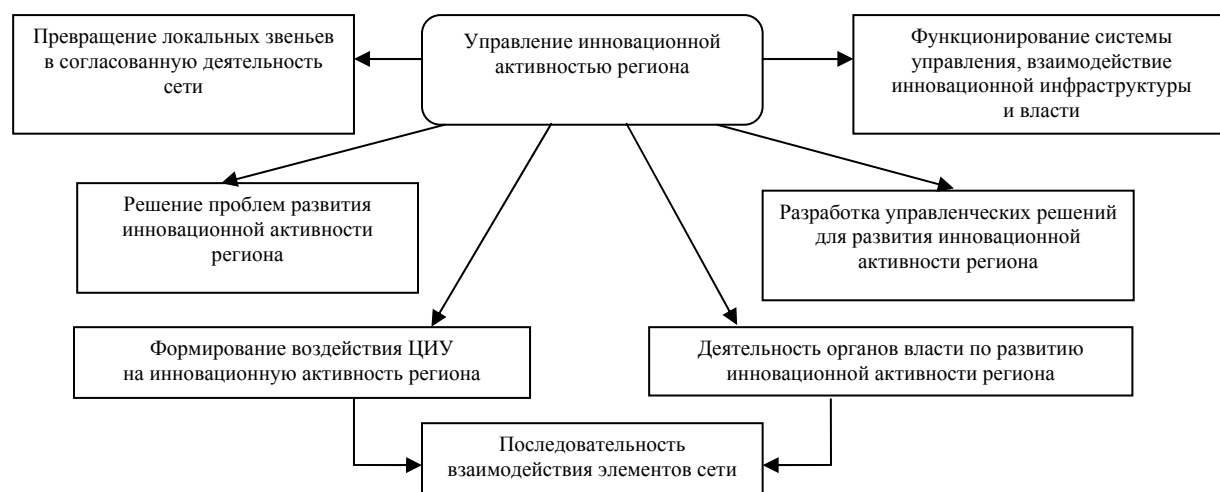 Превращение локальных звеньев
в согласованную деятельность
сети
Управление инновационной
активностью региона
Функционирование системы
управления, взаимодействие
инновационной инфраструктуры
и власти
Решение проблем развития
инновационной активности
региона
Разработка управленческих решений
для развития инновационной
активности региона
Формирование воздействия ЦИУ
на инновационную активность региона
Деятельность органов власти по развитию
инновационной активности региона
Последовательность
взаимодействия элементов сети